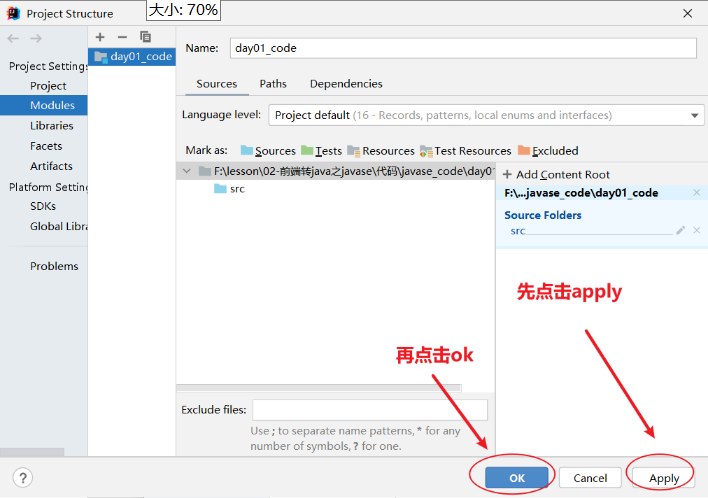 Project Structure
大小: 70%
day01_code
Name:
day01_code
Project Settings
Project
Modules
Libraries
Facets
Artifacts
Platform Setting
SDKs
Global Libra
Problems
Sources
Paths
Dependencies
Language level:
Project default (16 - Records, patterns, local enums and interfaces)
Mark as:
Sources
Tests
Resources
Test Resources
Excluded
F:\lesson\02-前端转java之javase\代码\javase_code\day01
src
+ Add Content Root
F:\...javase_code\day01_code
Source Folders
src
先点击apply
再点击ok
Exclude files:
Use ; to separate name patterns, * for any
number of symbols, ? for one.
?
OK
Cancel
Apply